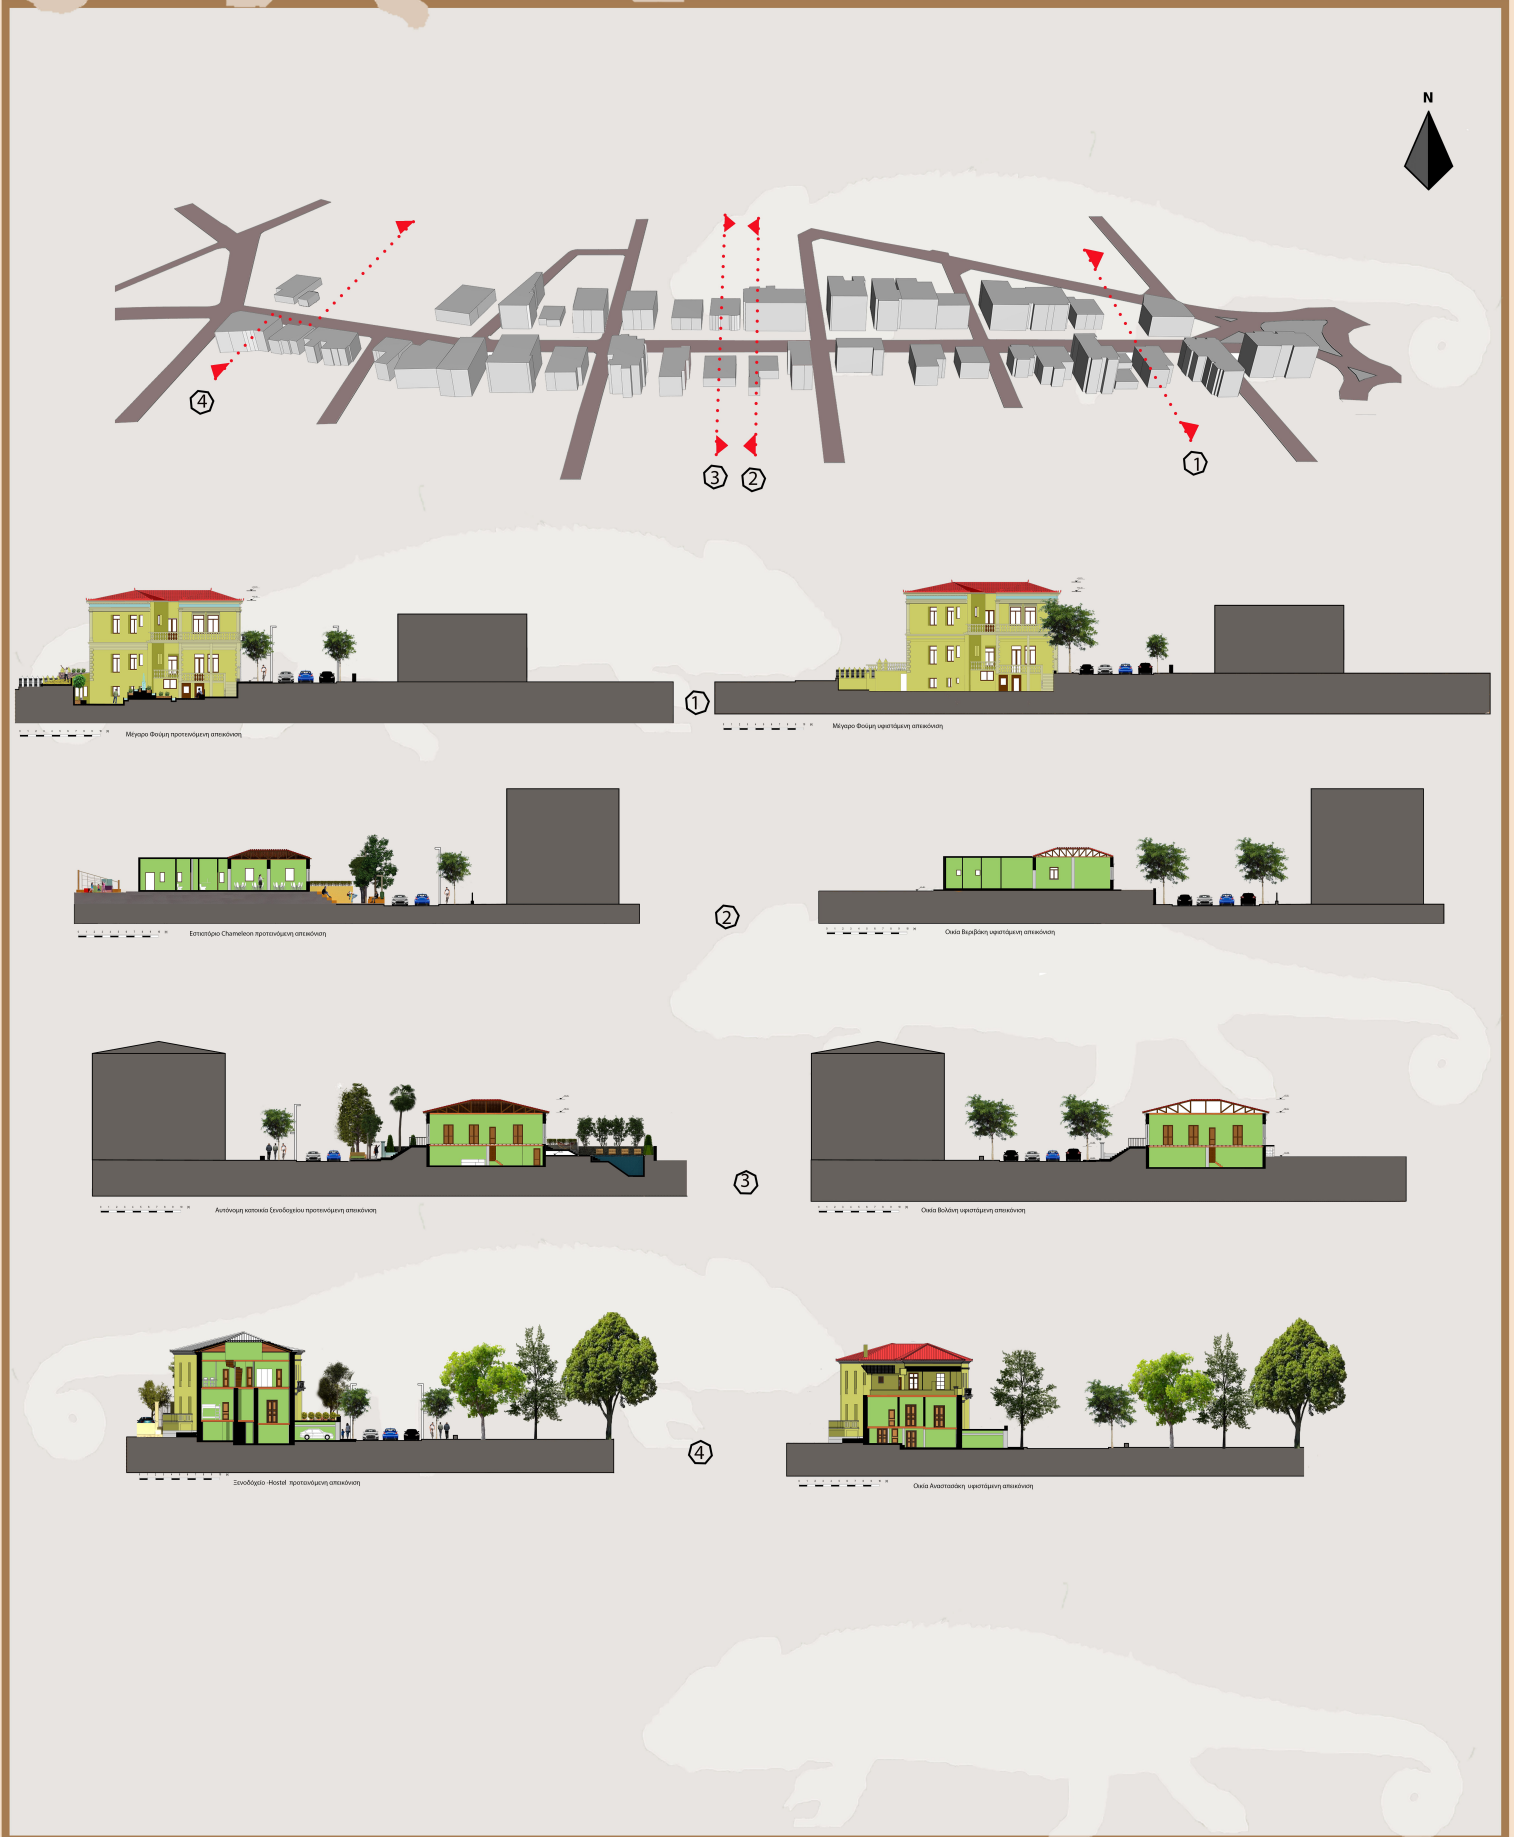 N
4
3
2
1
1
Μέγαρο Φούμη προτεινόμενη απεικόνιση
Μέγαρο Φούμη υφιστάμενη απεικόνιση
2
Εστιατόριο Chameleon προτεινόμενη απεικόνιση
Οικία Βεριβάκη υφιστάμενη απεικόνιση
3
Αυτόνομη κατοικία ξενοδοχείου προτεινόμενη απεικόνιση
Οικία Βολάνη υφιστάμενη απεικόνιση
4
Ξενοδοχείο -Hostel προτεινόμενη απεικόνιση
Οικία Αναστασάκη υφιστάμενη απεικόνιση